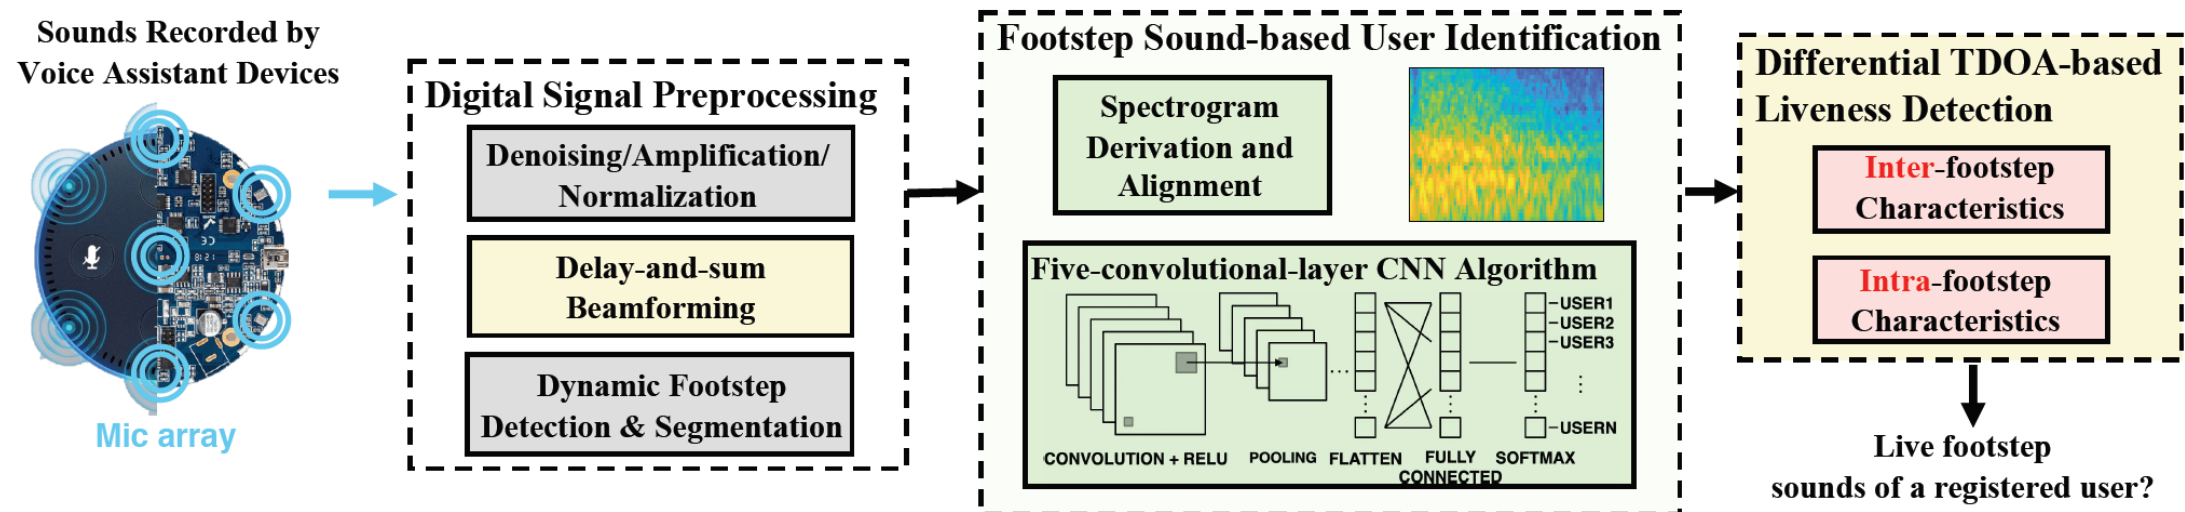 Sounds Recorded by
Voice Assistant Devices
Mic array
Digital Signal Preprocessing
Denoising/Amplification/
Normalization
Delay-and-sum
Beamforming
Dynamic Footstep
Detection & Segmentation
Footstep Sound-based User Identification
Spectrogram
Derivation and
Alignment
Five-convolutional-layer CNN Algorithm
USER1
USER2
USER3
USERN
CONVOLUTION + RELU
POOLING
FLATTEN
FULLY
CONNECTED
SOFTMAX
Differential TDOA-based
Liveness Detection
Inter-footstep
Characteristics
Intra-footstep
Characteristics
Live footstep
sounds of a registered user?